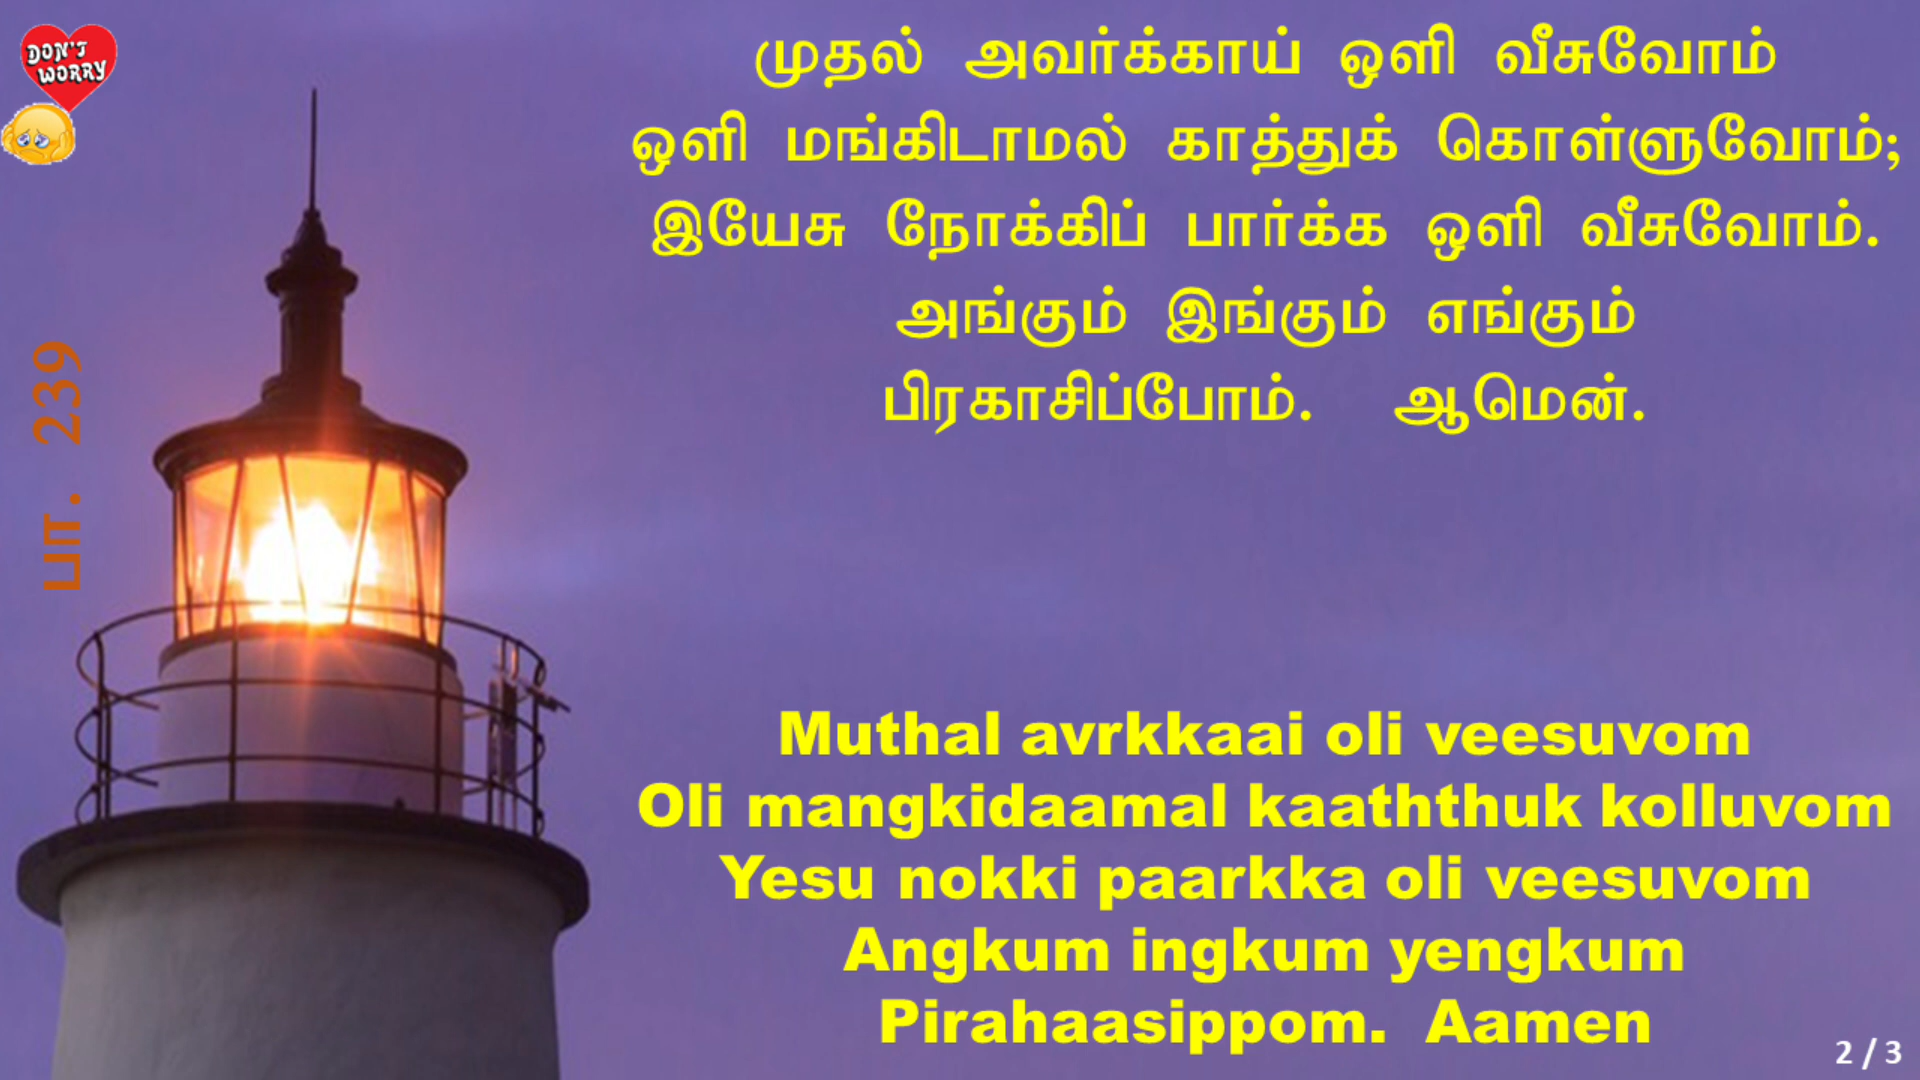 DON'T
WORRY
பா. 239
முதல் அவர்க்காய் ஒளி வீசுவோம்
ஒளி மங்கிடாமல் காத்துக் கொள்ளுவோம்;
இயேசு நோக்கிப் பார்க்க ஒளி வீசுவோம்.
அங்கும் இங்கும் எங்கும்
பிரகாசிப்போம். ஆமென்.
Muthal avrkkaai oli veesuvom
Oli mangkidaamal kaaththuk kolluvom
Yesu nokki paarkka oli veesuvom
Angkum ingkum yengkum
Pirahaasippom. Aamen
2 / 3